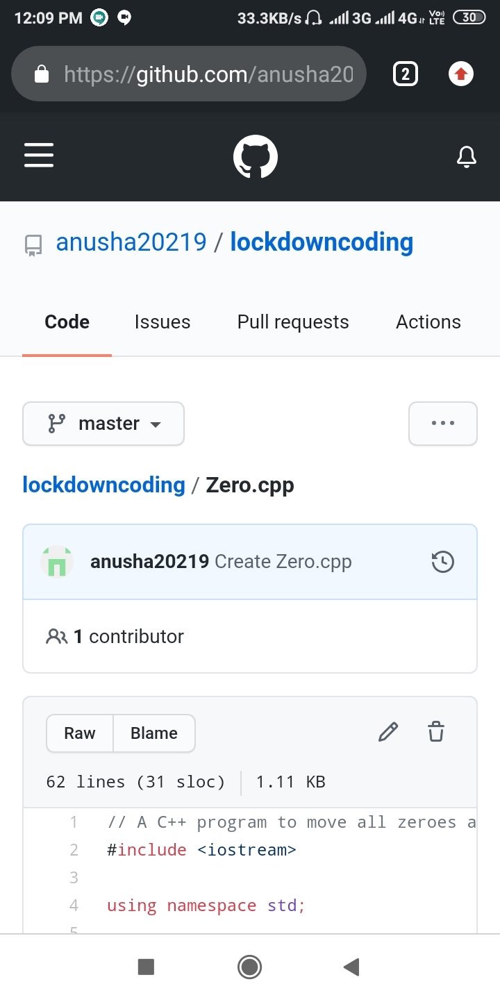 12:09 PM 33.3KB/s 3G 4G Vo)) LTE 30
https://github.com/anusha20 2
anusha20219 / lockdowncoding
Code Issues Pull requests Actions
master
lockdowncoding / Zero.cpp
anusha20219 Create Zero.cpp
1 contributor
Raw Blame
62 lines (31 sloc) 1.11 KB
1 // A C++ program to move all zeroes a
2 #include <iostream>
3
4 using namespace std;
5